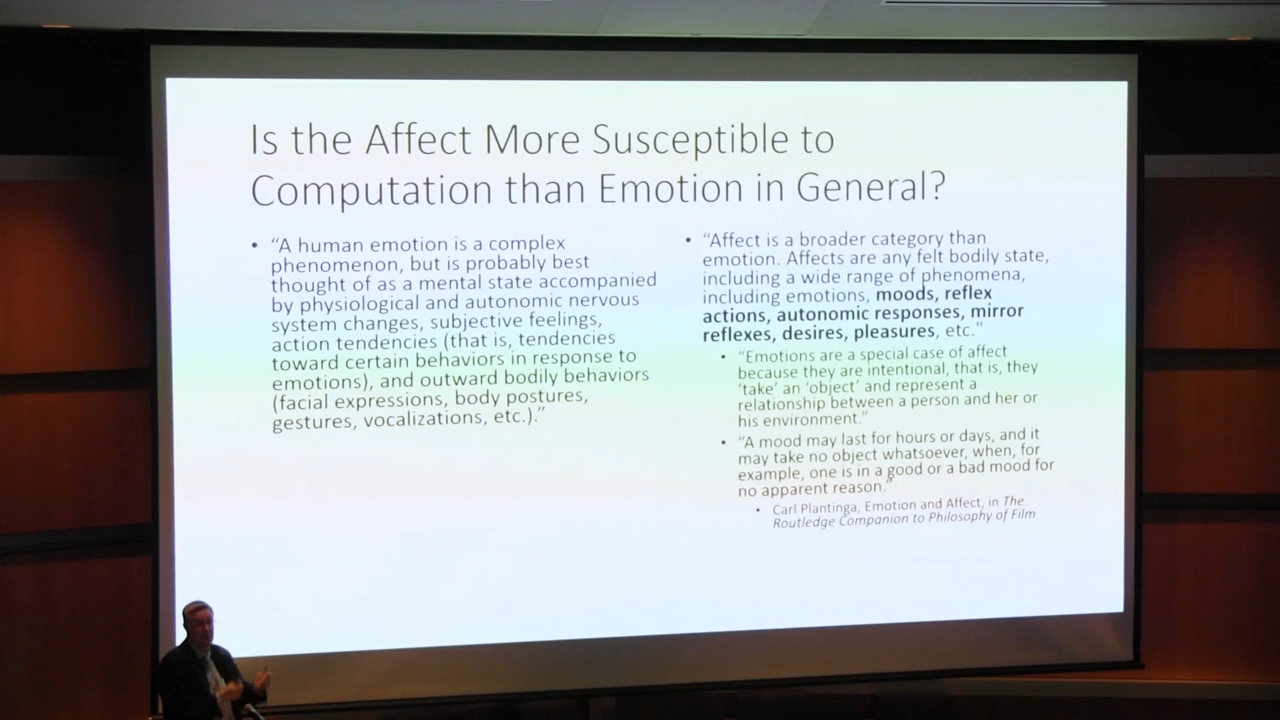 Is the Affect More Susceptible to
Computation than Emotion in General?
• “A human emotion is a complex
phenomenon, but is probably best
thought of as a mental state accompanied
by physiological and autonomic nervous
system changes, subjective feelings,
action tendencies (that is, tendencies
toward certain behaviors in response to
emotions), and outward bodily behaviors
(facial expressions, body postures,
gestures, vocalizations, etc.).”
• “Affect is a broader category than
emotion. Affects are any felt bodily state,
including a wide range of phenomena,
including emotions, moods, reflex
actions, autonomic responses, mirror
reflexes, desires, pleasures, etc.”
• “Emotions are a special case of affect
because they are intentional, that is, they
‘take’ an ‘object’ and represent a
relationship between a person and her or
his environment.”
• “A mood may last for hours or days, and it
may take no object whatsoever, when, for
example, one is in a good or a bad mood for
no apparent reason.”
• Carl Plantinga, Emotion and Affect, in The
Routledge Companion to Philosophy of Film